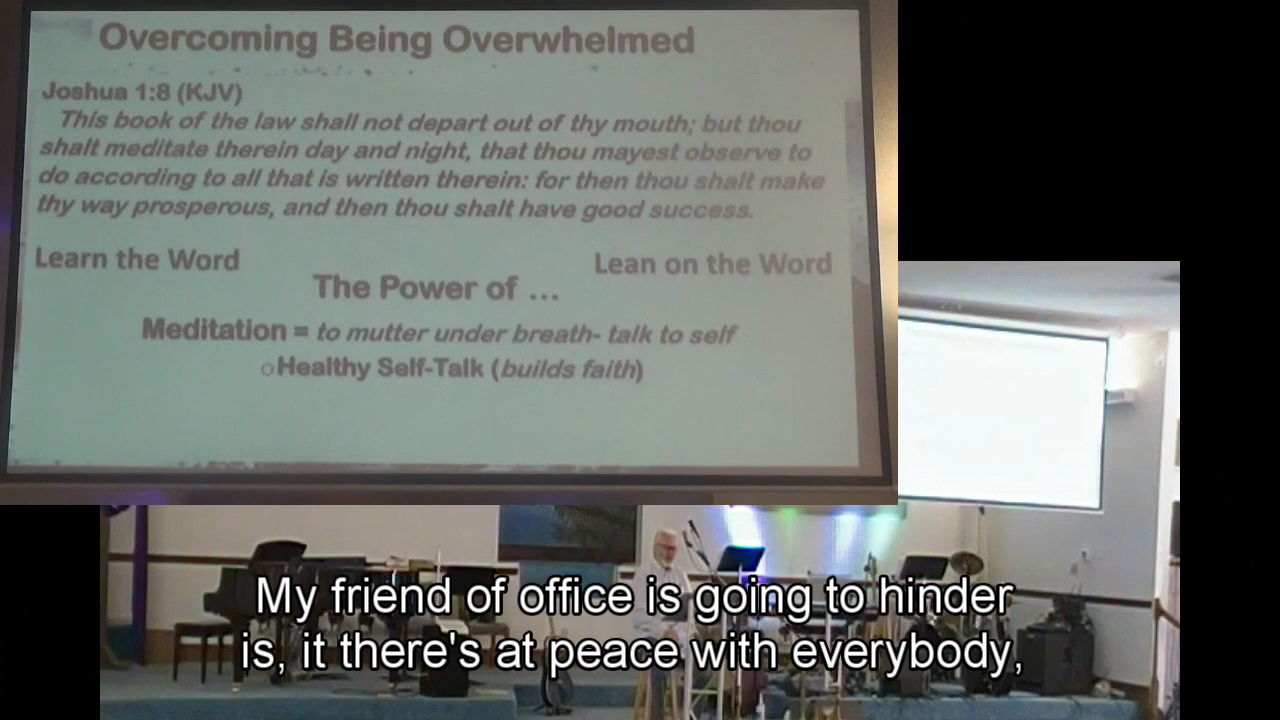 Overcoming Being Overwhelmed
Joshua 1:8 (KJV)
This book of the law shall not depart out of thy mouth; but thou
shalt meditate therein day and night, that thou mayest observe to
do according to all that is written therein: for then thou shalt make
thy way prosperous, and then thou shalt have good success.
Learn the Word
Lean on the Word
The Power of ...
Meditation = to mutter under breath- talk to self
○Healthy Self-Talk (builds faith)
My friend of office is going to hinder
is, it there's at peace with everybody,